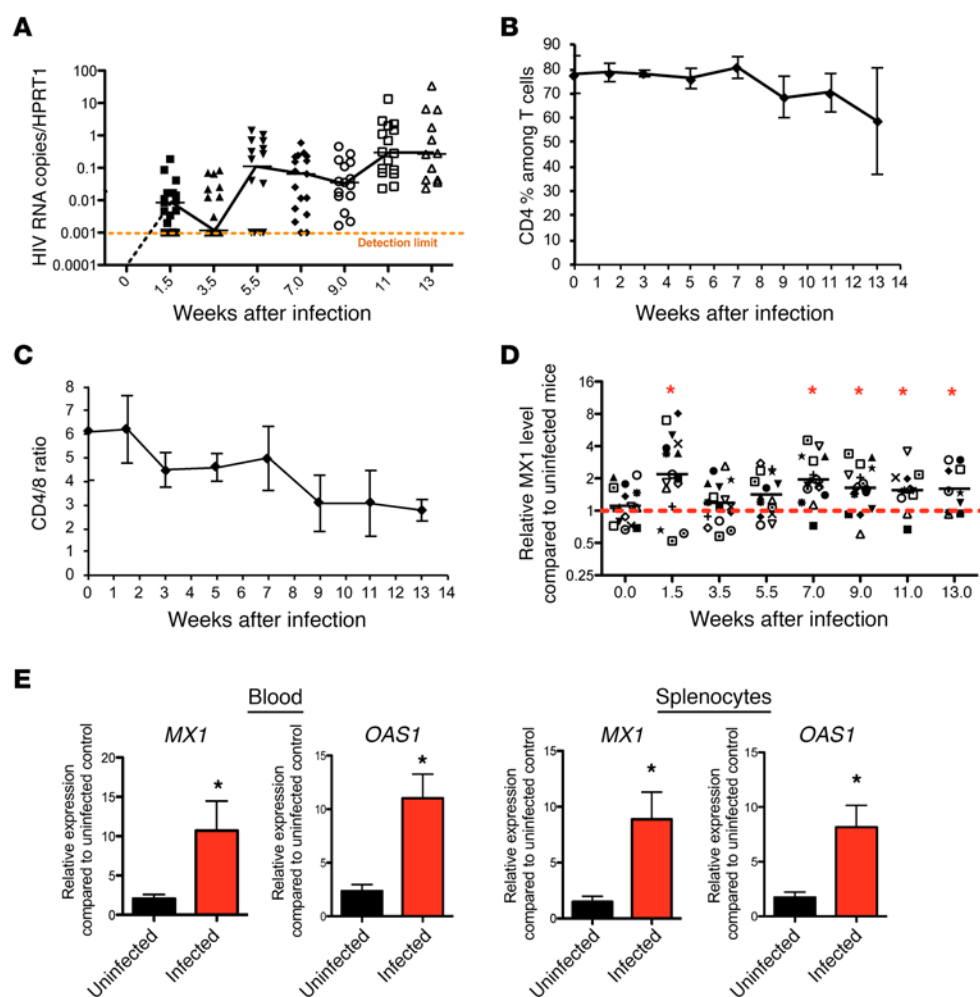 A
HIV RNA copies/HPRT1
100
10
1
0.1
0.01
0.001
0.0001
Detection limit
0 1.5 3.5 5.5 7.0 9.0 11 13
Weeks after infection
B
CD4 % among T cells
90
80
70
60
50
40
30
20
10
0
0 1 2 3 4 5 6 7 8 9 10 11 12 13 14
Weeks after infection
C
CD4/8 ratio
8
7
6
5
4
3
2
1
0
0 1 2 3 4 5 6 7 8 9 10 11 12 13 14
Weeks after infection
D
Relative MX1 level
compared to uninfected mice
16
8
4
2
1
0.5
0.25
* * * * *
0.0 1.5 3.5 5.5 7.0 9.0 11.0 13.0
Weeks after infection
E
Blood
MX1
Relative expression
compared to uninfected control
20
15
10
5
0
*
Uninfected
Infected
OAS1
Relative expression
compared to uninfected control
15
10
5
0
*
Uninfected
Infected
Splenocytes
MX1
Relative expression
compared to uninfected control
15
10
5
0
*
Uninfected
Infected
OAS1
Relative expression
compared to uninfected control
15
10
5
0
*
Uninfected
Infected